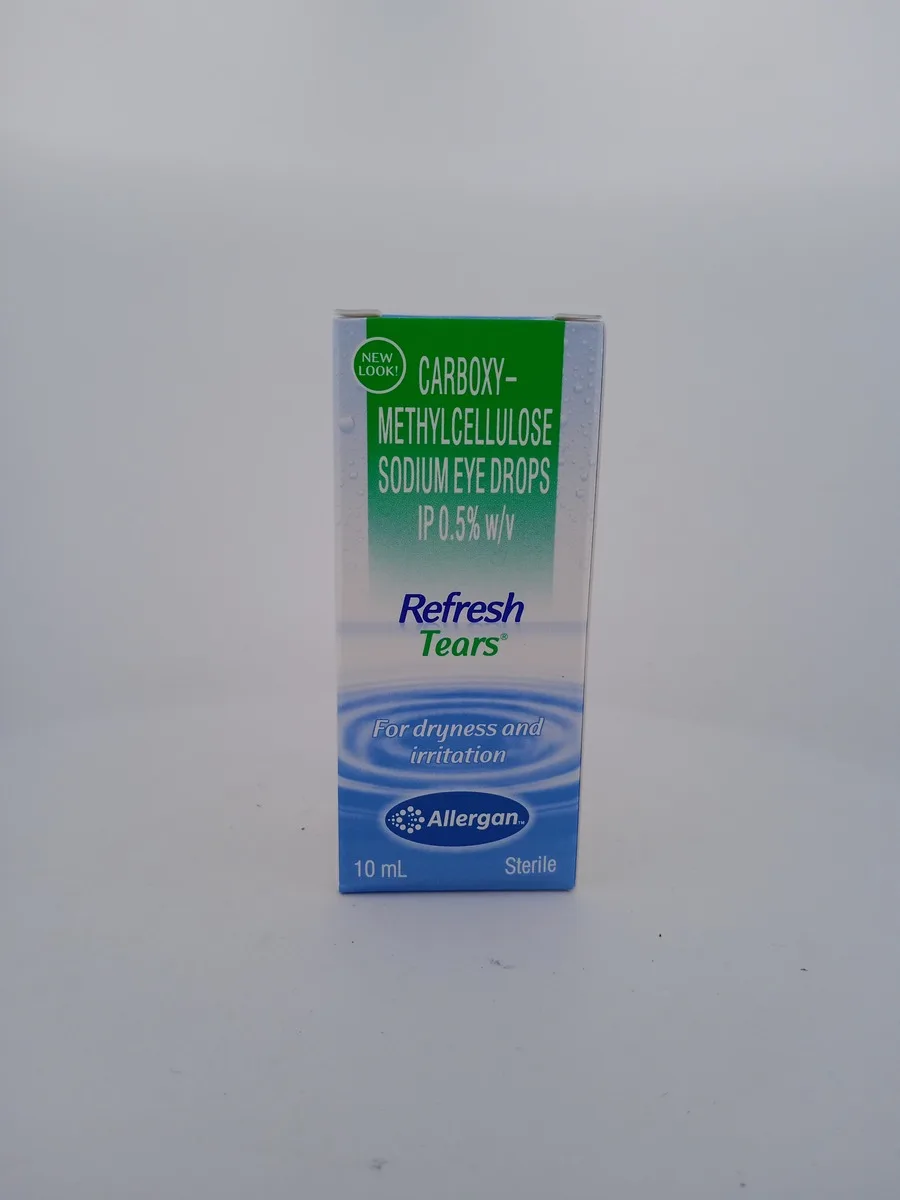 NEW
LOOK!
CARBOXY-
METHYLCELLULOSE
SODIUM EYE DROPS
IP 0.5% w/v
Refresh
Tears®
For dryness and
irritation
Allergan™
10 mL
Sterile